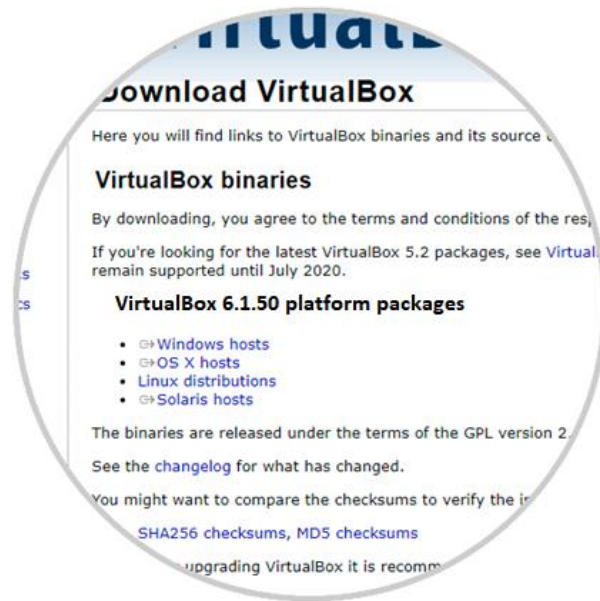 Download VirtualBox
Here you will find links to VirtualBox binaries and its source
VirtualBox binaries
By downloading, you agree to the terms and conditions of the
If you're looking for the latest VirtualBox 5.2 packages, see
remain supported until July 2020.
VirtualBox 6.1.50 platform packages
• Windows hosts
• OS X hosts
• Linux distributions
• Solaris hosts
The binaries are released under the terms of the GPL version 2.
See the changelog for what has changed.
You might want to compare the checksums to verify the
SHA256 checksums, MD5 checksums
upgrading VirtualBox it is